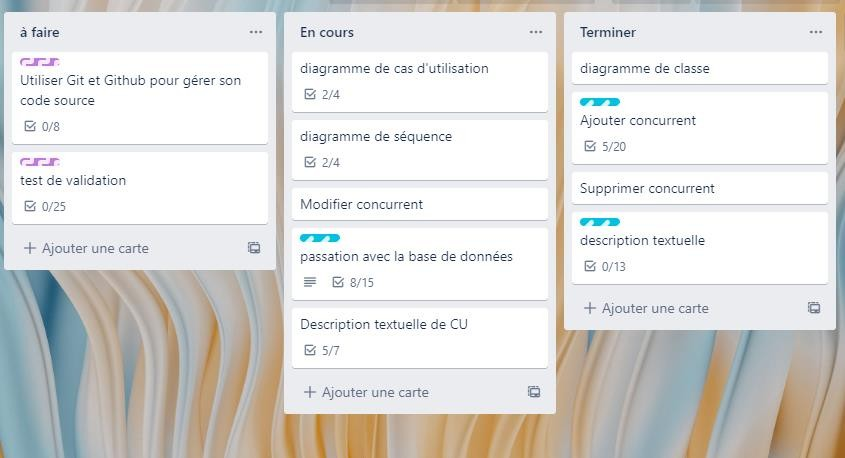 à faire
Utiliser Git et Github pour gérer son
code source
0/8
test de validation
0/25
Ajouter une carte
En cours
diagramme de cas d'utilisation
2/4
diagramme de séquence
2/4
Modifier concurrent
passation avec la base de données
8/15
Description textuelle de CU
5/7
Ajouter une carte
Terminer
diagramme de classe
Ajouter concurrent
5/20
Supprimer concurrent
description textuelle
0/13
Ajouter une carte